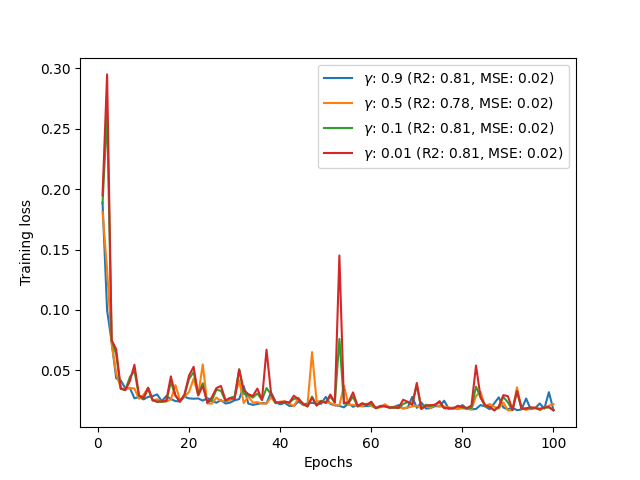 γ: 0.9 (R2: 0.81, MSE: 0.02)
γ: 0.5 (R2: 0.78, MSE: 0.02)
γ: 0.1 (R2: 0.81, MSE: 0.02)
γ: 0.01 (R2: 0.81, MSE: 0.02)
Training loss
0.30
0.25
0.20
0.15
0.10
0.05
0 20 40 60 80 100
Epochs